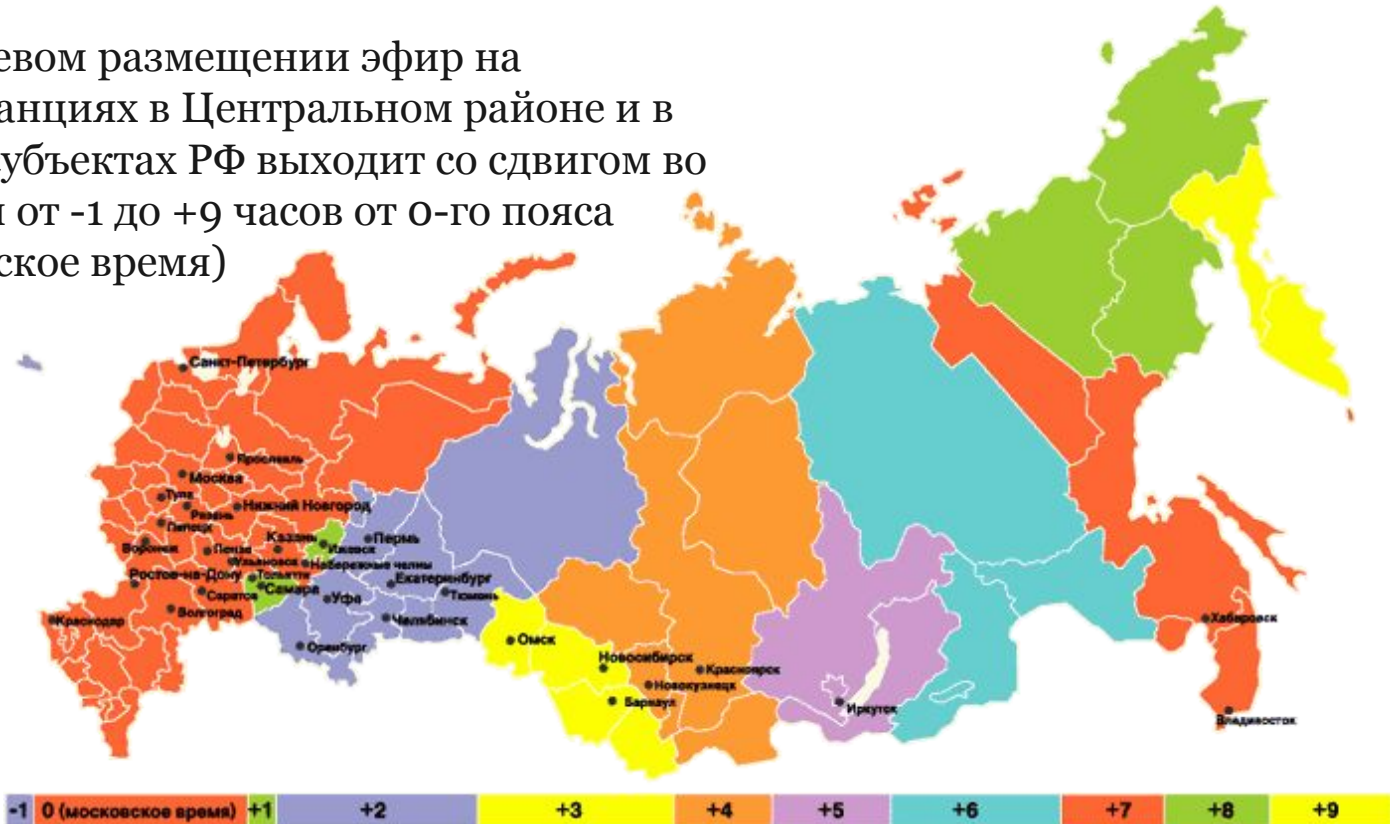 евом размещении эфир на
анциях в Центральном районе и в
субъектах РФ выходит со сдвигом во
и от -1 до +9 часов от 0-го пояса
ское время)
Санкт-Петербург
Ярославль
Москва
Тула
Рязань
Нижний Новгород
Липецк
Воронеж
Пенза
Казань
Ижевск
Пермь
Ульяновск
Набережные челны
Ростов-на-Дону
Тольятти
Самара
Саратов
Екатеринбург
Тюмень
Уфа
Волгоград
Челябинск
Краснодар
Оренбург
Омск
Новосибирск
Красноярск
Новокузнецк
Барнаул
Иркутск
Хабаровск
Владивосток
-1 0 (московское время) +1 +2 +3 +4 +5 +6 +7 +8 +9